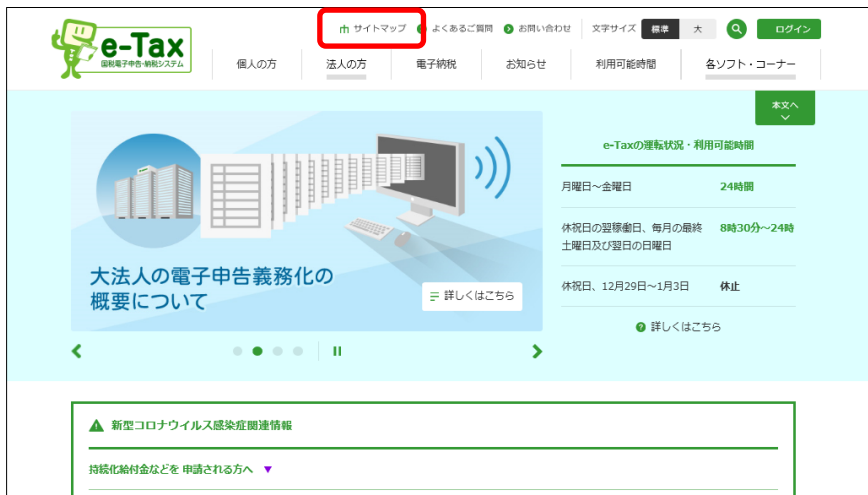 サイトマップ
よくあるご質問
お問い合わせ
文字サイズ
標準
大
ログイン
e-Tax
国税電子申告・納税システム
個人の方
法人の方
電子納税
お知らせ
利用可能時間
各ソフト・コーナー
本文へ
大法人の電子申告義務化の
概要について
詳しくはこちら
e-Taxの運転状況・利用可能時間
月曜日～金曜日 24時間
休祝日の翌稼働日、毎月の最終 8時30分～24時
土曜日及び翌日の日曜日
休祝日、12月29日～1月3日 休止
詳しくはこちら
新型コロナウイルス感染症関連情報
持続化給付金などを 申請される方へ ▼